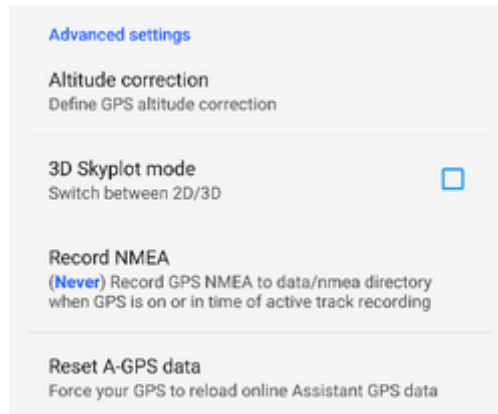 Advanced settings
Altitude correction
Define GPS altitude correction
3D Skyplot mode
Switch between 2D/3D
Record NMEA
(Never) Record GPS NMEA to data/nmea directory
when GPS is on or in time of active track recording
Reset A-GPS data
Force your GPS to reload online Assistant GPS data